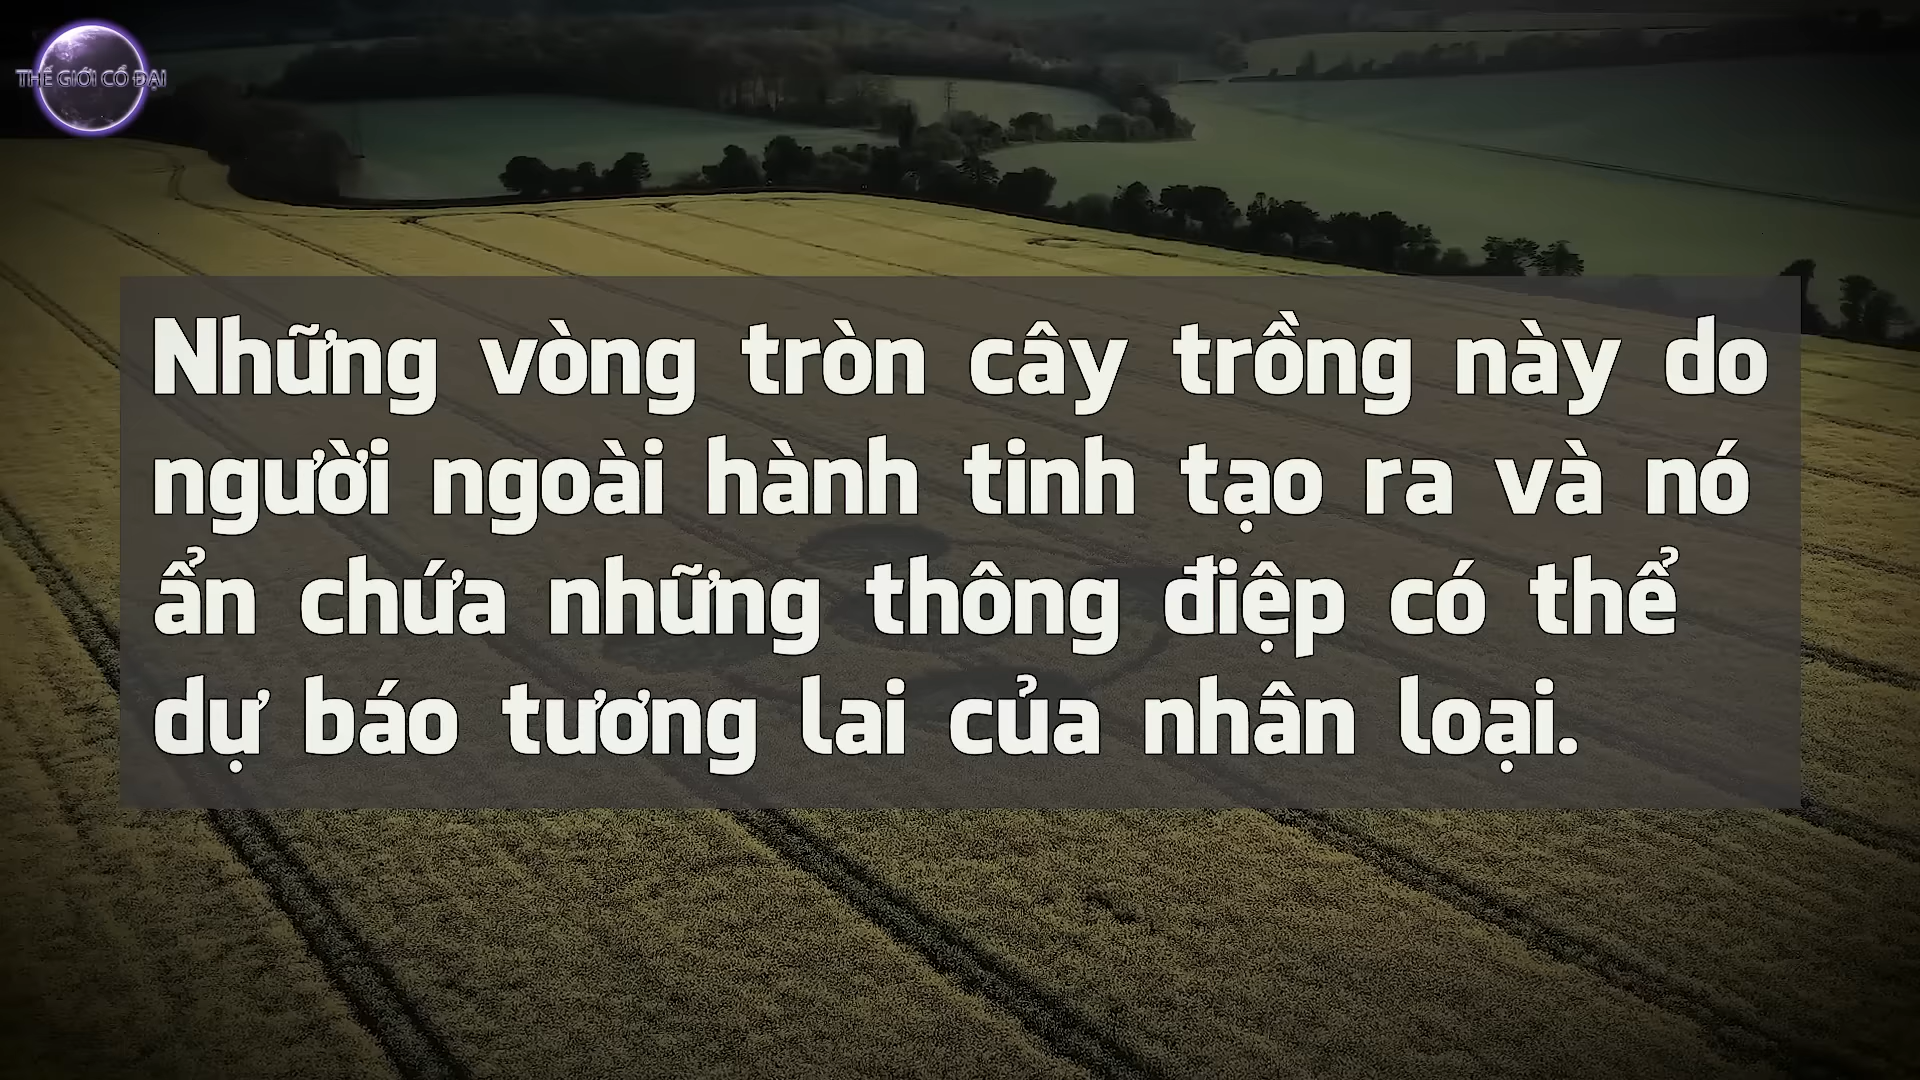 THẾ GIỚI CỔ ĐẠI
Những vòng tròn cây trồng này do
người ngoài hành tinh tạo ra và nó
ẩn chứa những thông điệp có thể
dự báo tương lai của nhân loại.